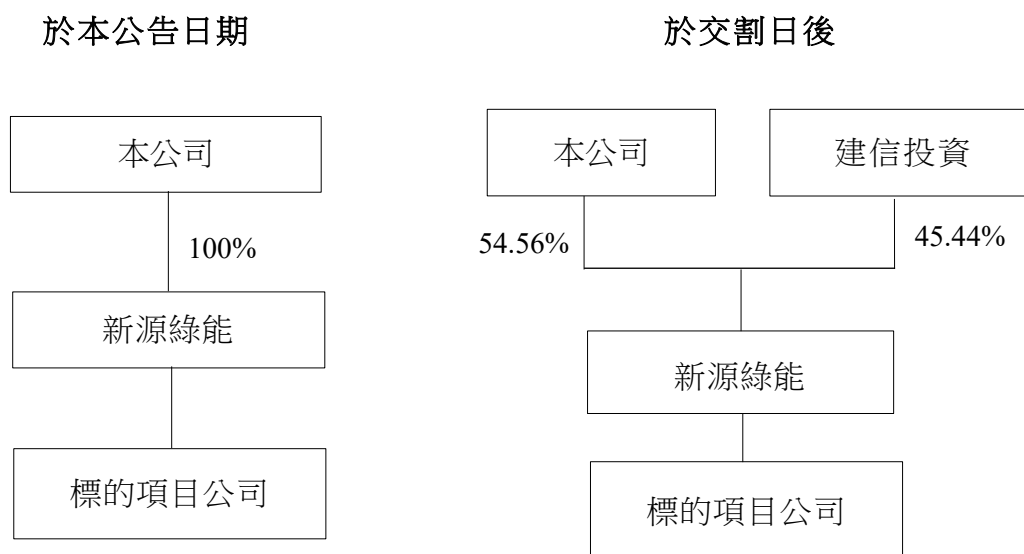 於本公告日期
本公司
100%
新源綠能
標的項目公司
於交割日後
本公司
建信投資
54.56%
45.44%
新源綠能
標的項目公司